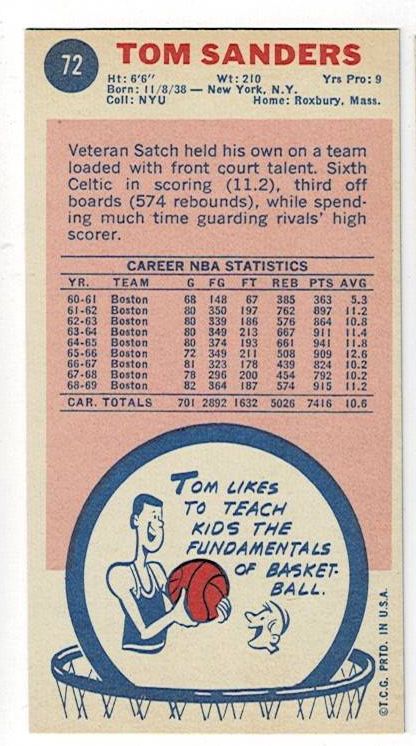 72
TOM SANDERS
Ht: 6'6" Wt: 210 Yrs Pro: 9
Born: 11/8/38 — New York, N.Y.
Coll: NYU Home: Roxbury, Mass.
Veteran Satch held his own on a team
loaded with front court talent. Sixth
Celtic in scoring (11.2), third off
boards (574 rebounds), while spend-
ing much time guarding rivals' high
scorer.
CAREER NBA STATISTICS
YR. TEAM G FG FT REB PTS AVG
60-61 Boston 68 148 67 385 363 5.3
61-62 Boston 80 350 197 762 897 11.2
62-63 Boston 80 339 186 576 864 10.8
63-64 Boston 80 349 213 667 911 11.4
64-65 Boston 80 374 193 661 941 11.8
65-66 Boston 72 349 211 508 909 12.6
66-67 Boston 81 323 178 439 824 10.2
67-68 Boston 78 296 200 454 792 10.2
68-69 Boston 82 364 187 574 915 11.2
CAR. TOTALS 701 2892 1632 5026 7416 10.6
TOM LIKES
TO TEACH
KIDS THE
FUNDAMENTALS
OF BASKET-
BALL.
©T.C.G. PRTD. IN U.S.A.